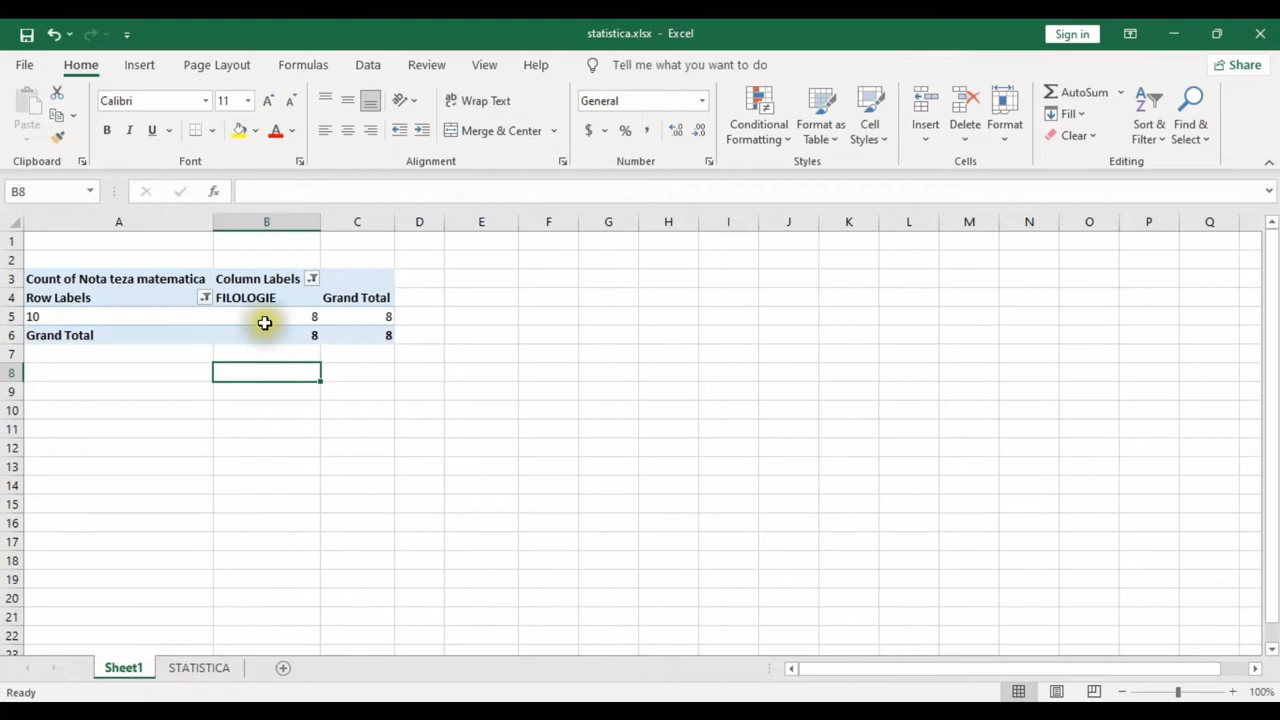 statistica.xlsx - Excel
Sign in
File Home Insert Page Layout Formulas Data Review View Help Tell me what you want to do Share
Paste
Calibri 11
B I U A
Wrap Text
Merge & Center
General
$ % ,
Conditional Formatting
Format as Table
Cell Styles
Insert
Delete
Format
AutoSum
Fill
Clear
Sort & Filter
Find & Select
Clipboard Font Alignment Number Styles Cells Editing
B8 fx
A B C D E F G H I J K L M N O P Q
1
2
3 Count of Nota teza matematica Column Labels
4 Row Labels FILOLOGIE Grand Total
5 10 8 8
6 Grand Total 8 8
7
8
9
10
11
12
13
14
15
16
17
18
19
20
21
22
23
Sheet1 STATISTICA
Ready 100%